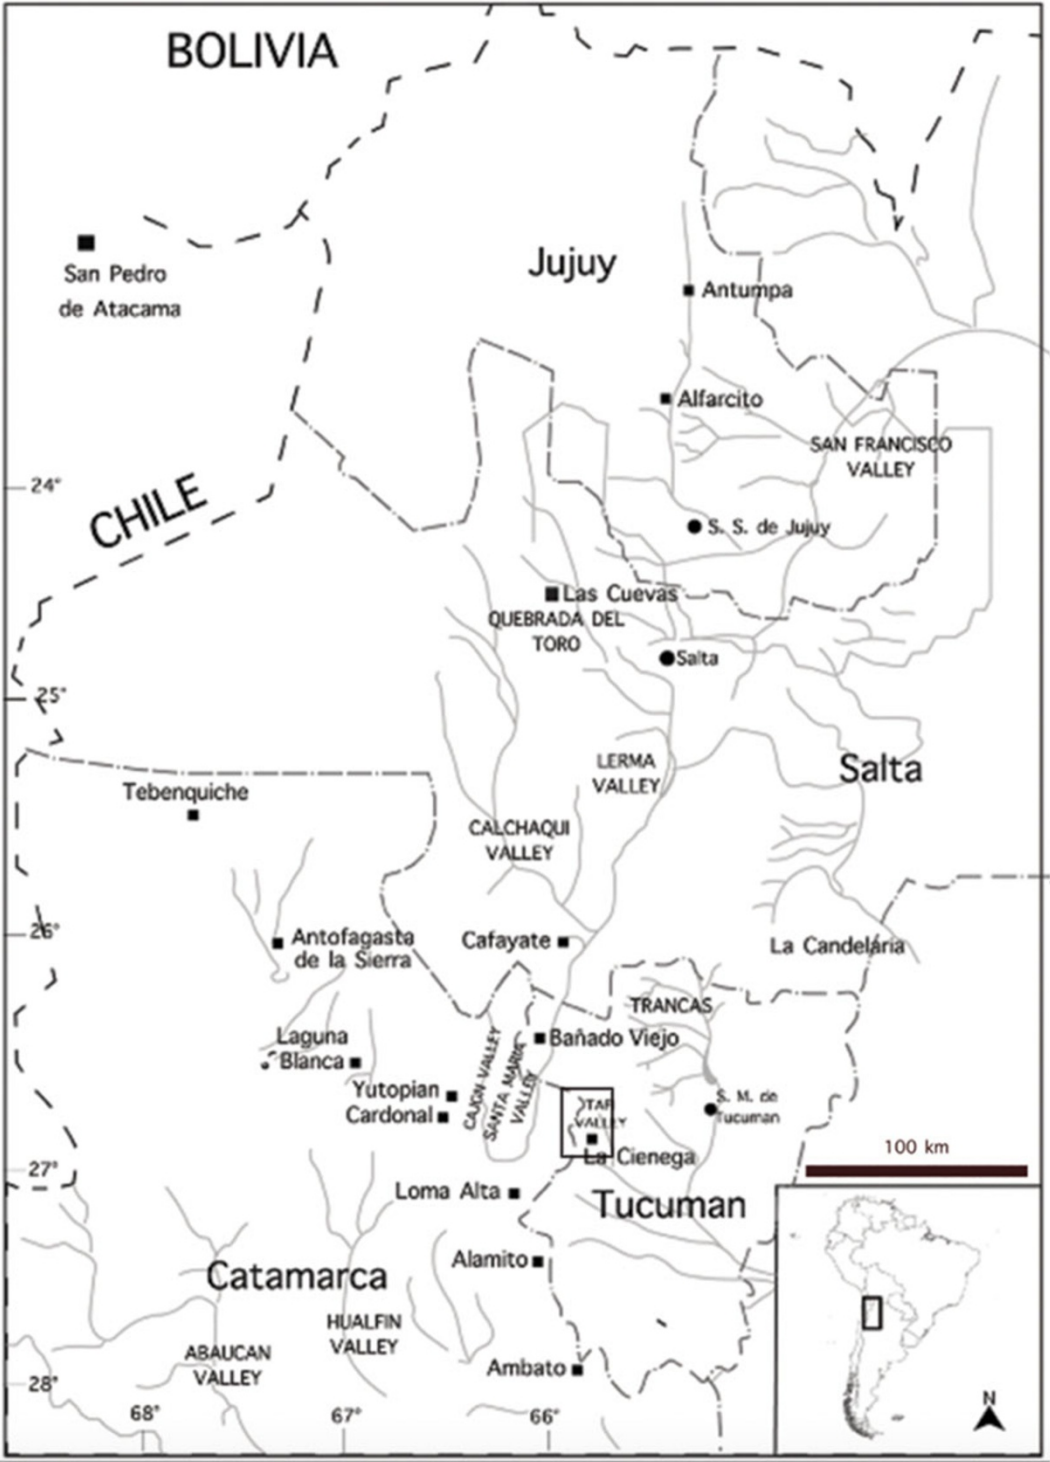 BOLIVIA
San Pedro
de Atacama
Jujuy
Antumpa
Alfarcito
SAN FRANCISCO
VALLEY
24°
CHILE
S. S. de Jujuy
Las Cuevas
QUEBRADA DEL
TORO
Salta
25°
LERMA
VALLEY
Salta
Tebenquiche
CALCHAQUI
VALLEY
26°
Antofagasta
de la Sierra
Cafayate
La Candelaria
TRANCAS
Laguna
Blanca
Bañado Viejo
CAJON VALLEY
SANTA MARIA
VALLEY
Yutopian
Cardonal
TAFI
VALLEY
S. M. de
Tucuman
La Cienega
100 km
27°
Loma Alta
Tucuman
Alamito
Catamarca
HUALFIN
VALLEY
ABAUCAN
VALLEY
Ambato
28°
68°
67°
66°
N